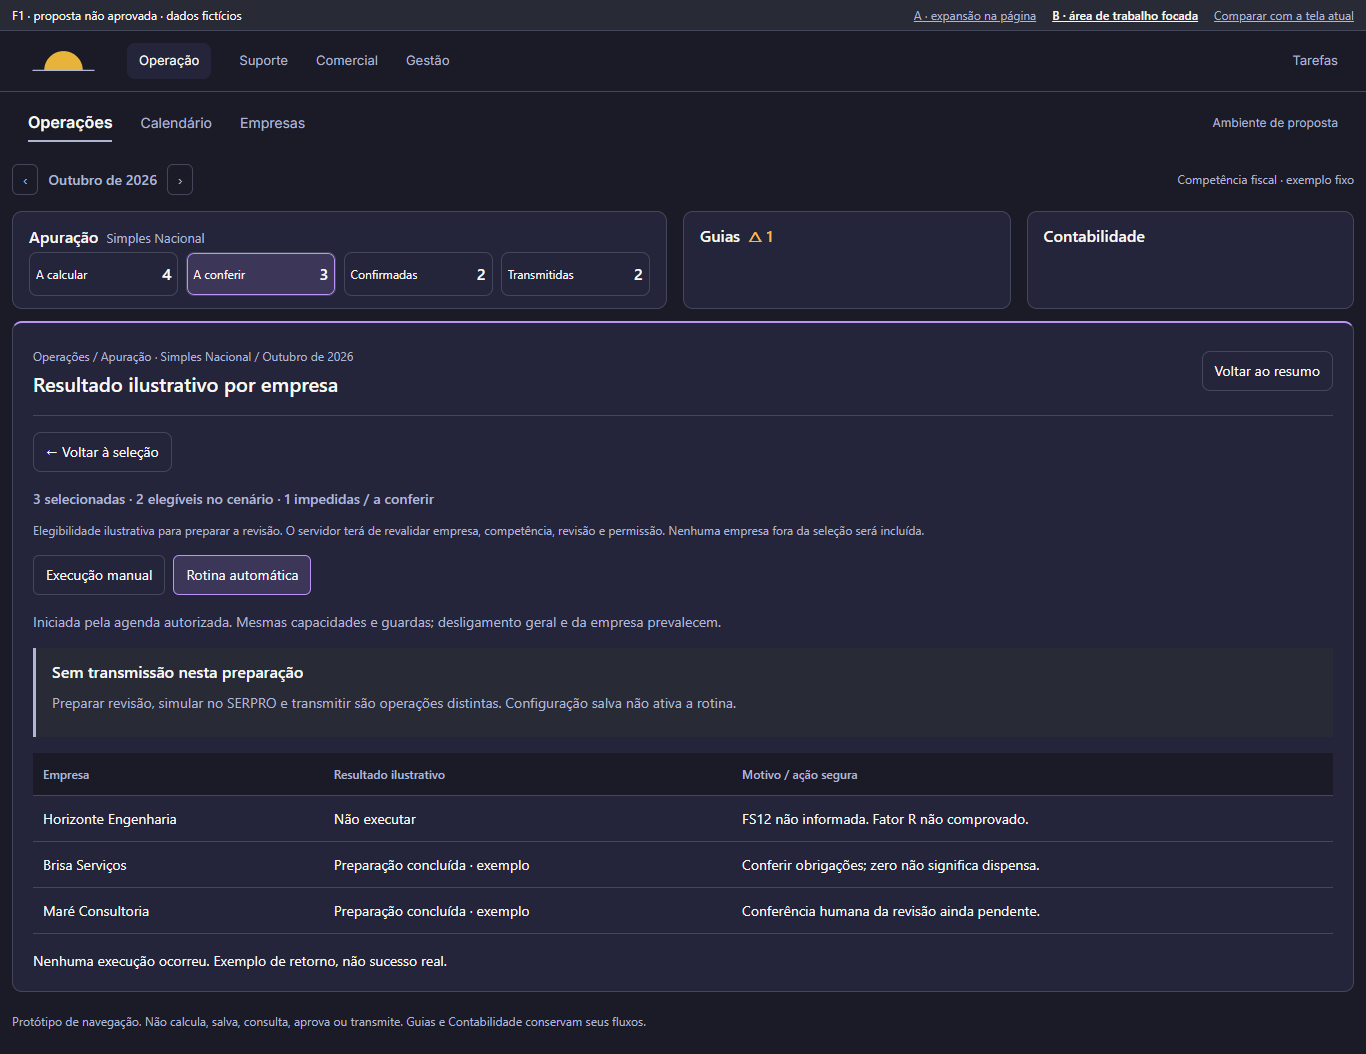 F1 · proposta não aprovada · dados fictícios
A · expansão na página
B · área de trabalho focada
Comparar com a tela atual
Operação
Suporte
Comercial
Gestão
Tarefas
Operações
Calendário
Empresas
Ambiente de proposta
‹
Outubro de 2026
›
Competência fiscal · exemplo fixo
Apuração Simples Nacional
A calcular 4
A conferir 3
Confirmadas 2
Transmitidas 2
Guias △ 1
Contabilidade
Operações / Apuração · Simples Nacional / Outubro de 2026
Resultado ilustrativo por empresa
Voltar ao resumo
← Voltar à seleção
3 selecionadas · 2 elegíveis no cenário · 1 impedidas / a conferir
Elegibilidade ilustrativa para preparar a revisão. O servidor terá de revalidar empresa, competência, revisão e permissão. Nenhuma empresa fora da seleção será incluída.
Execução manual
Rotina automática
Iniciada pela agenda autorizada. Mesmas capacidades e guardas; desligamento geral e da empresa prevalecem.
Sem transmissão nesta preparação
Preparar revisão, simular no SERPRO e transmitir são operações distintas. Configuração salva não ativa a rotina.
Empresa Resultado ilustrativo Motivo / ação segura
Horizonte Engenharia Não executar FS12 não informada. Fator R não comprovado.
Brisa Serviços Preparação concluída · exemplo Conferir obrigações; zero não significa dispensa.
Maré Consultoria Preparação concluída · exemplo Conferência humana da revisão ainda pendente.
Nenhuma execução ocorreu. Exemplo de retorno, não sucesso real.
Protótipo de navegação. Não calcula, salva, consulta, aprova ou transmite. Guias e Contabilidade conservam seus fluxos.